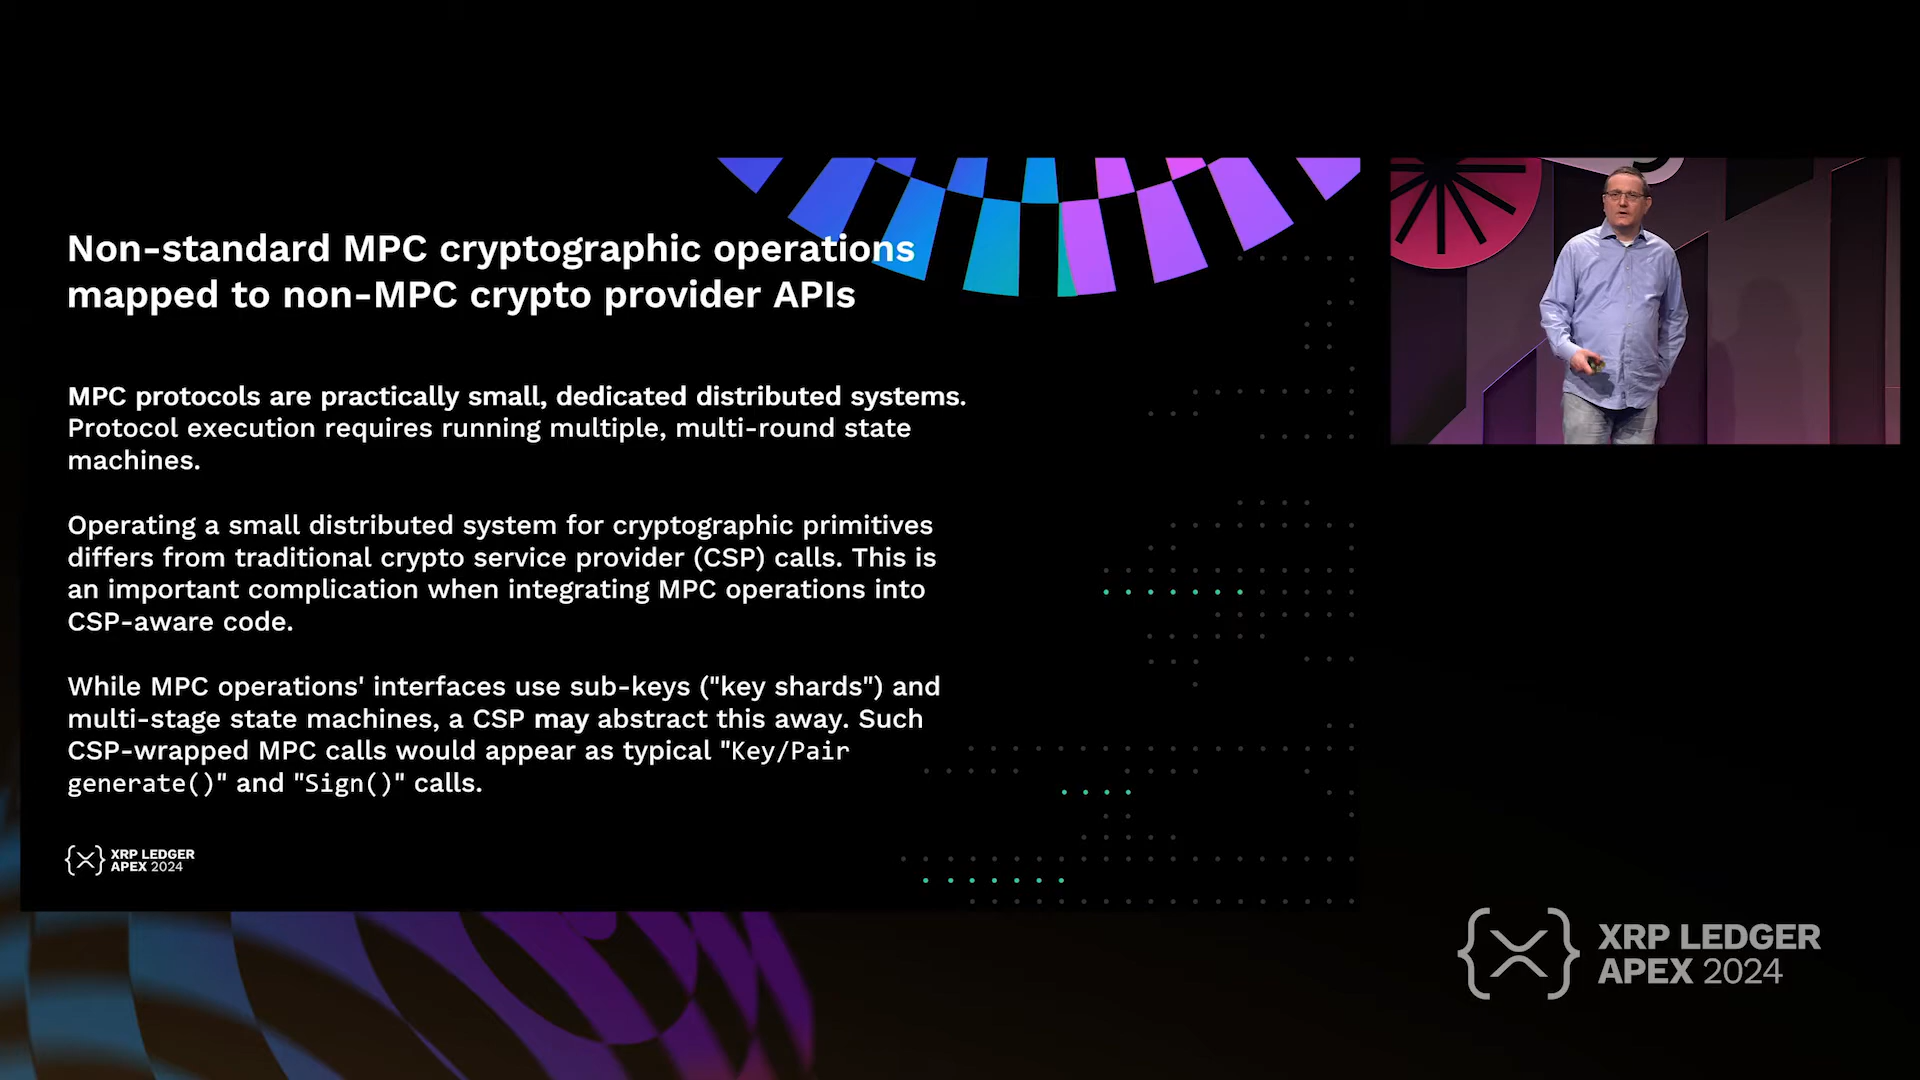 Non-standard MPC cryptographic operations
mapped to non-MPC crypto provider APIs
MPC protocols are practically small, dedicated distributed systems.
Protocol execution requires running multiple, multi-round state
machines.
Operating a small distributed system for cryptographic primitives
differs from traditional crypto service provider (CSP) calls. This is
an important complication when integrating MPC operations into
CSP-aware code.
While MPC operations' interfaces use sub-keys ("key shards") and
multi-stage state machines, a CSP may abstract this away. Such
CSP-wrapped MPC calls would appear as typical "Key/Pair
generate()" and "Sign()" calls.
XRP LEDGER
APEX 2024
XRP LEDGER
APEX 2024